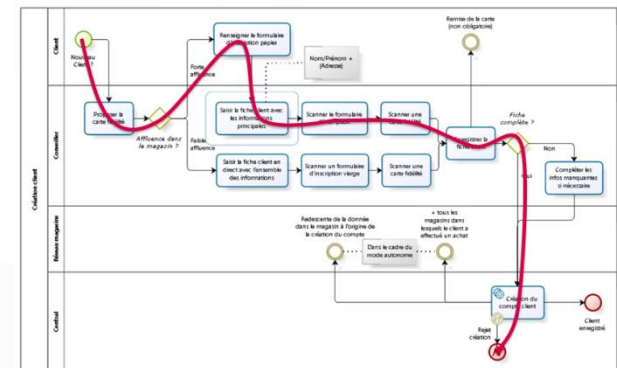 Création client
Client
Conseiller
Réseau magasins
Central
Nouveau
Client ?
Renseigner le formulaire
d'inscription papier
Forte
affluence
Nom/Prénom +
(Adresse)
Remise de la carte
(non obligatoire)
Proposer la
carte fidélité
Affluence dans
le magasin ?
Faible
affluence
Saisir la fiche client avec
les informations
principales
Scanner le formulaire
Scanner une
Saisir la fiche client en
direct avec l'ensemble
des informations
Scanner un formulaire
d'inscription vierge
Scanner une
carte fidélité
Enregistrer la
Fiche
complète ?
Non
Oui
Compléter les
infos manquantes
si nécessaire
Redescente de la donnée
dans le magasin à l'origine de
la création du compte
Dans le cadre du
mode autonome
+ tous les
magasins dans
lesquels le client a
effectué un achat
Création du
compte client
Rejet
création
Client
enregistré